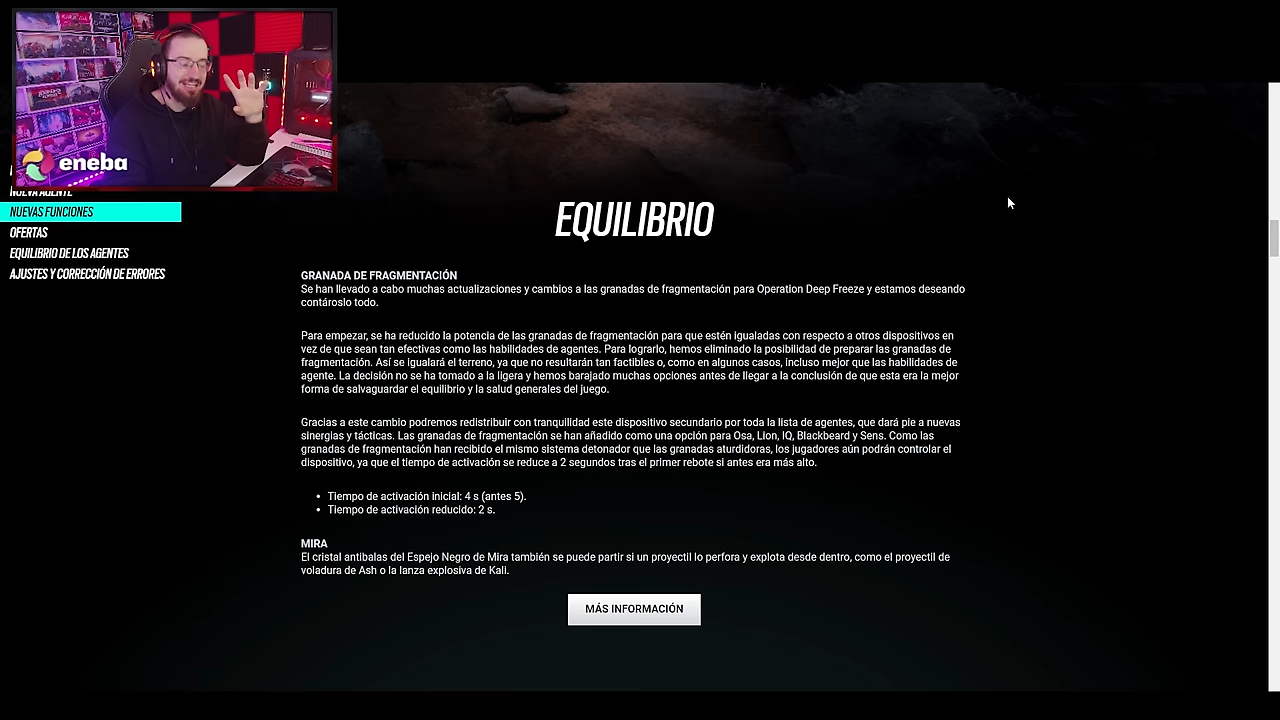 eneba
NUEVA AGENTE
NUEVAS FUNCIONES
OFERTAS
EQUILIBRIO DE LOS AGENTES
AJUSTES Y CORRECCIÓN DE ERRORES
EQUILIBRIO
GRANADA DE FRAGMENTACIÓN
Se han llevado a cabo muchas actualizaciones y cambios a las granadas de fragmentación para Operation Deep Freeze y estamos deseando
contároslo todo.
Para empezar, se ha reducido la potencia de las granadas de fragmentación para que estén igualadas con respecto a otros dispositivos en
vez de que sean tan efectivas como las habilidades de agentes. Para lograrlo, hemos eliminado la posibilidad de preparar las granadas de
fragmentación. Así se igualará el terreno, ya que no resultarán tan factibles o, como en algunos casos, incluso mejor que las habilidades de
agente. La decisión no se ha tomado a la ligera y hemos barajado muchas opciones antes de llegar a la conclusión de que esta era la mejor
forma de salvaguardar el equilibrio y la salud generales del juego.
Gracias a este cambio podremos redistribuir con tranquilidad este dispositivo secundario por toda la lista de agentes, que dará pie a nuevas
sinergias y tácticas. Las granadas de fragmentación se han añadido como una opción para Osa, Lion, IQ, Blackbeard y Sens. Como las
granadas de fragmentación han recibido el mismo sistema detonador que las granadas aturdidoras, los jugadores aún podrán controlar el
dispositivo, ya que el tiempo de activación se reduce a 2 segundos tras el primer rebote si antes era más alto.
• Tiempo de activación inicial: 4 s (antes 5).
• Tiempo de activación reducido: 2 s.
MIRA
El cristal antibalas del Espejo Negro de Mira también se puede partir si un proyectil lo perfora y explota desde dentro, como el proyectil de
voladura de Ash o la lanza explosiva de Kali.
MÁS INFORMACIÓN